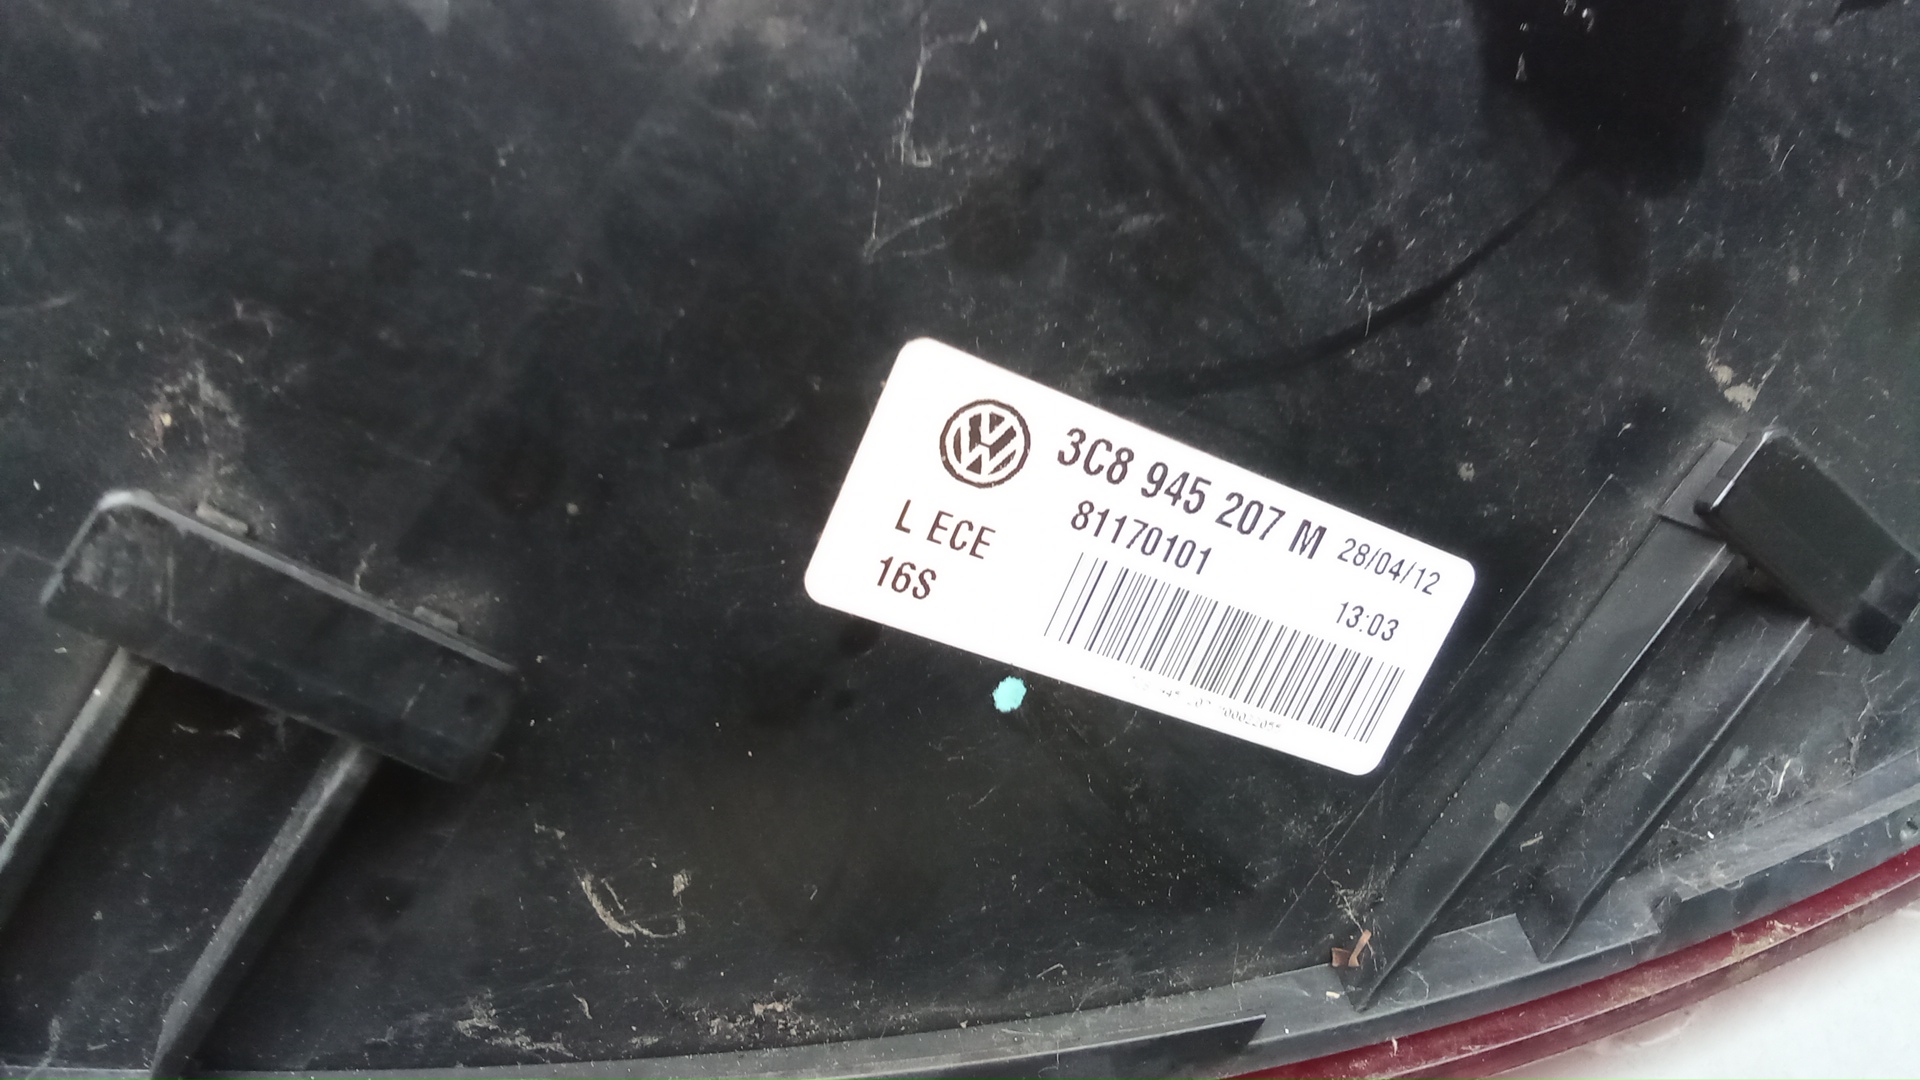 3C8 945 207 M 28/04/12
L ECE 81170101
16S 13:03